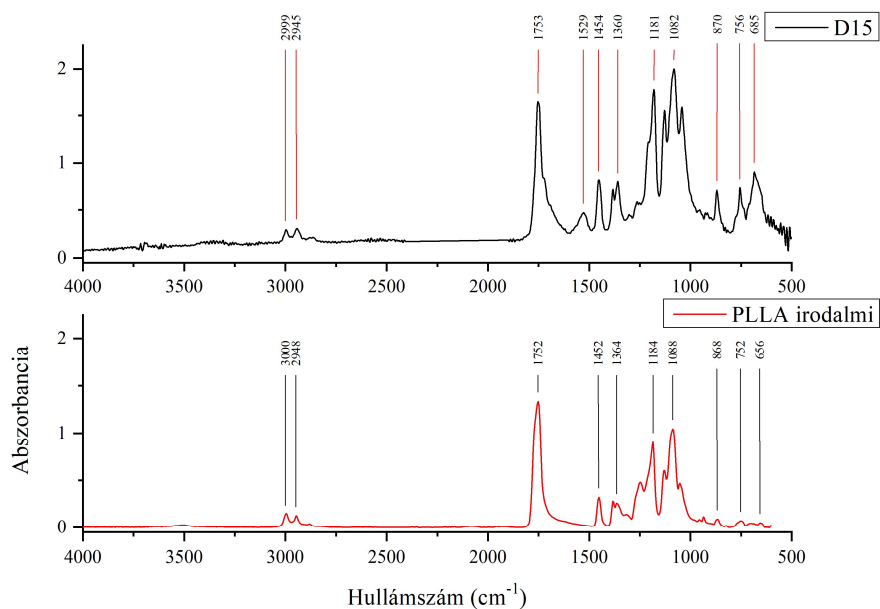 2999 2945 1753 1529 1454 1360 1181 1082 870 756 685
D15
2
1
0
4000 3500 3000 2500 2000 1500 1000 500
PLLA irodalmi
3000 2948 1752 1452 1364 1184 1088 868 752 656
2
1
0
4000 3500 3000 2500 2000 1500 1000 500
Abszorbancia
Hullámszám (cm⁻¹)